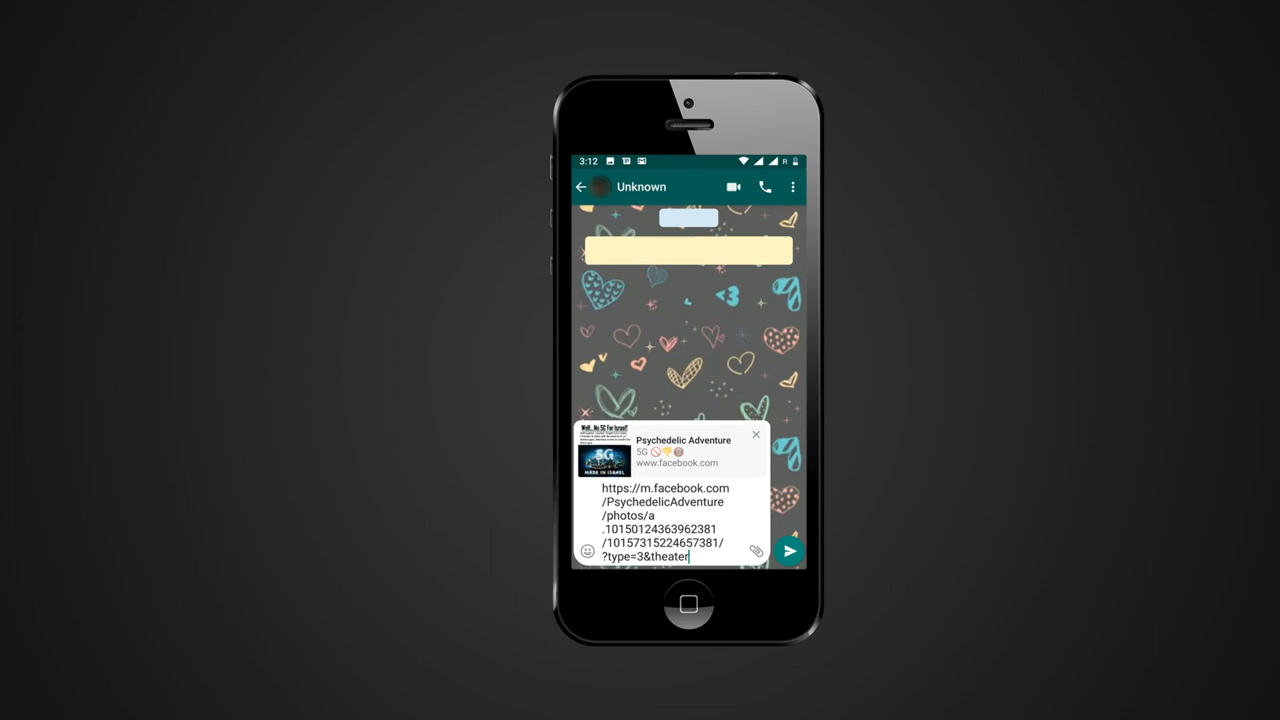 3:12
R
Unknown
<3
Well...No 5G For Israel!
5G
MADE IN ISRAEL
Psychedelic Adventure
5G 🚫👎🔞
www.facebook.com
https://m.facebook.com
/PsychedelicAdventure
/photos/a
.10150124363962381
/10157315224657381/
?type=3&theater